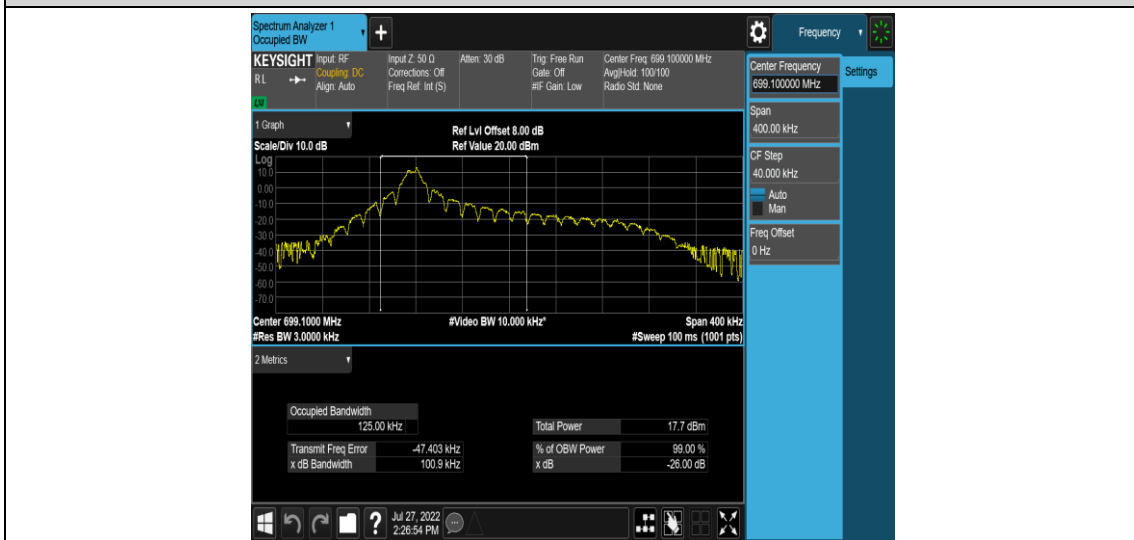 Spectrum Analyzer 1
Occupied BW
Frequency
KEYSIGHT
RL
Input: RF
Coupling: DC
Align: Auto
Input Z: 50 Ω
Corrections: Off
Freq Ref: Int (S)
Atten: 30 dB
Trig: Free Run
Gate: Off
#IF Gain: Low
Center Freq: 699.100000 MHz
Avg|Hold: 100/100
Radio Std: None
Center Frequency
699.100000 MHz
Settings
Span
400.00 kHz
CF Step
40.000 kHz
Auto
Man
Freq Offset
0 Hz
1 Graph
Scale/Div 10.0 dB
Ref Lvl Offset 8.00 dB
Ref Value 20.00 dBm
Log
10.0
0.00
-10.0
-20.0
-30.0
-40.0
-50.0
-60.0
-70.0
Center 699.1000 MHz
#Video BW 10.000 kHz*
Span 400 kHz
#Res BW 3.0000 kHz
#Sweep 100 ms (1001 pts)
2 Metrics
Occupied Bandwidth
125.00 kHz
Total Power 17.7 dBm
Transmit Freq Error -47.403 kHz
% of OBW Power 99.00 %
x dB Bandwidth 100.9 kHz
x dB -26.00 dB
?
Jul 27, 2022
2:26:54 PM